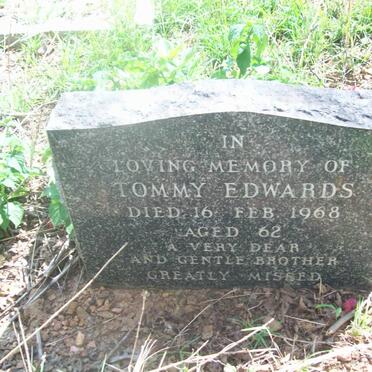 IN
LOVING MEMORY OF
TOMMY EDWARDS
DIED 16 FEB 1968
AGED 62
A VERY DEAR
AND GENTLE BROTHER
GREATLY MISSED